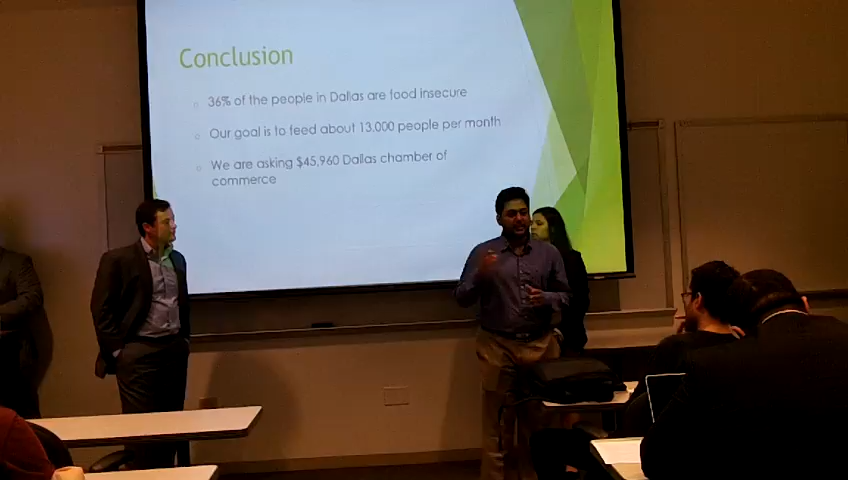 Conclusion
36% of the people in Dallas are food insecure
Our goal is to feed about 13,000 people per month
We are asking $45,960 Dallas chamber of
commerce